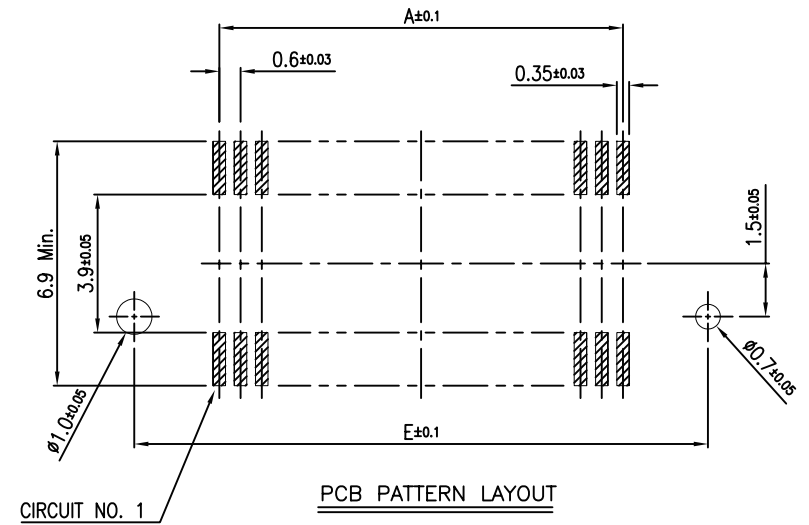 A±0.1
0.6±0.03
0.35±0.03
6.9 Min.
3.9±0.05
1.5±0.05
ø1.0±0.05
ø0.7±0.05
E±0.1
CIRCUIT NO. 1
PCB PATTERN LAYOUT